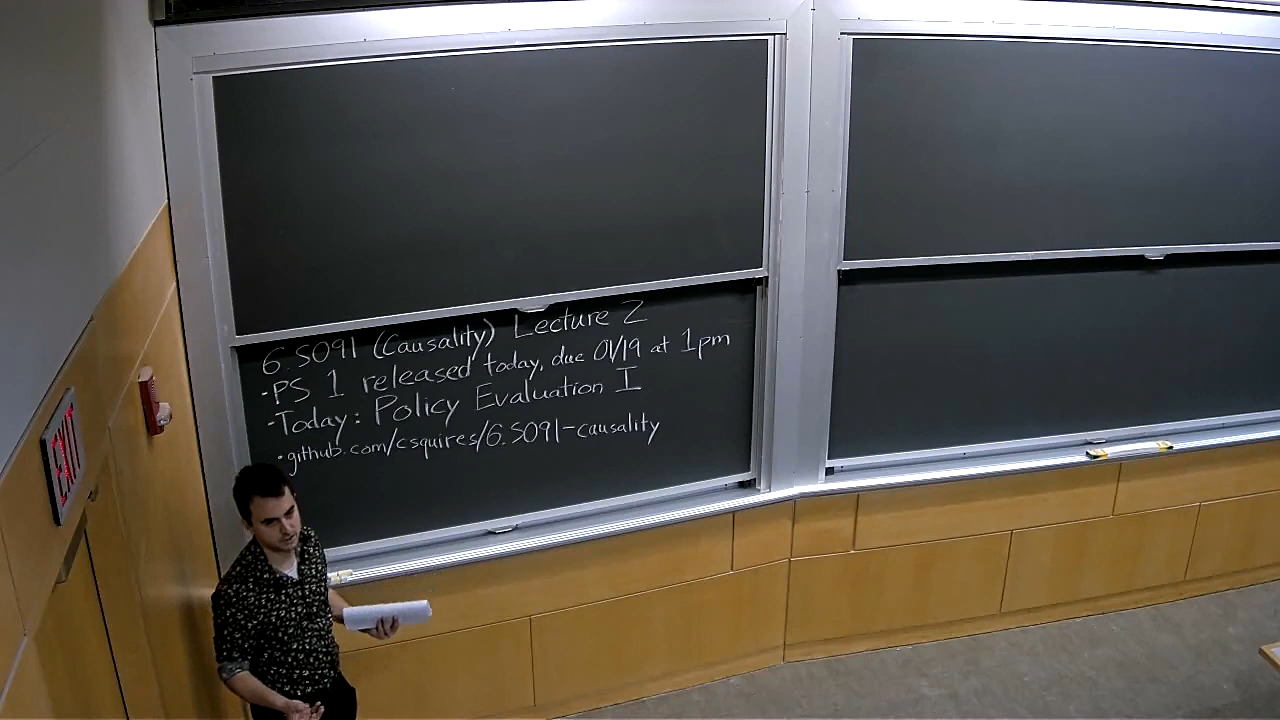 6.S091 (Causality) Lecture 2
-PS 1 released today, due 01/19 at 1pm
-Today: Policy Evaluation I
·github.com/csquires/6.S091-causality
EXIT